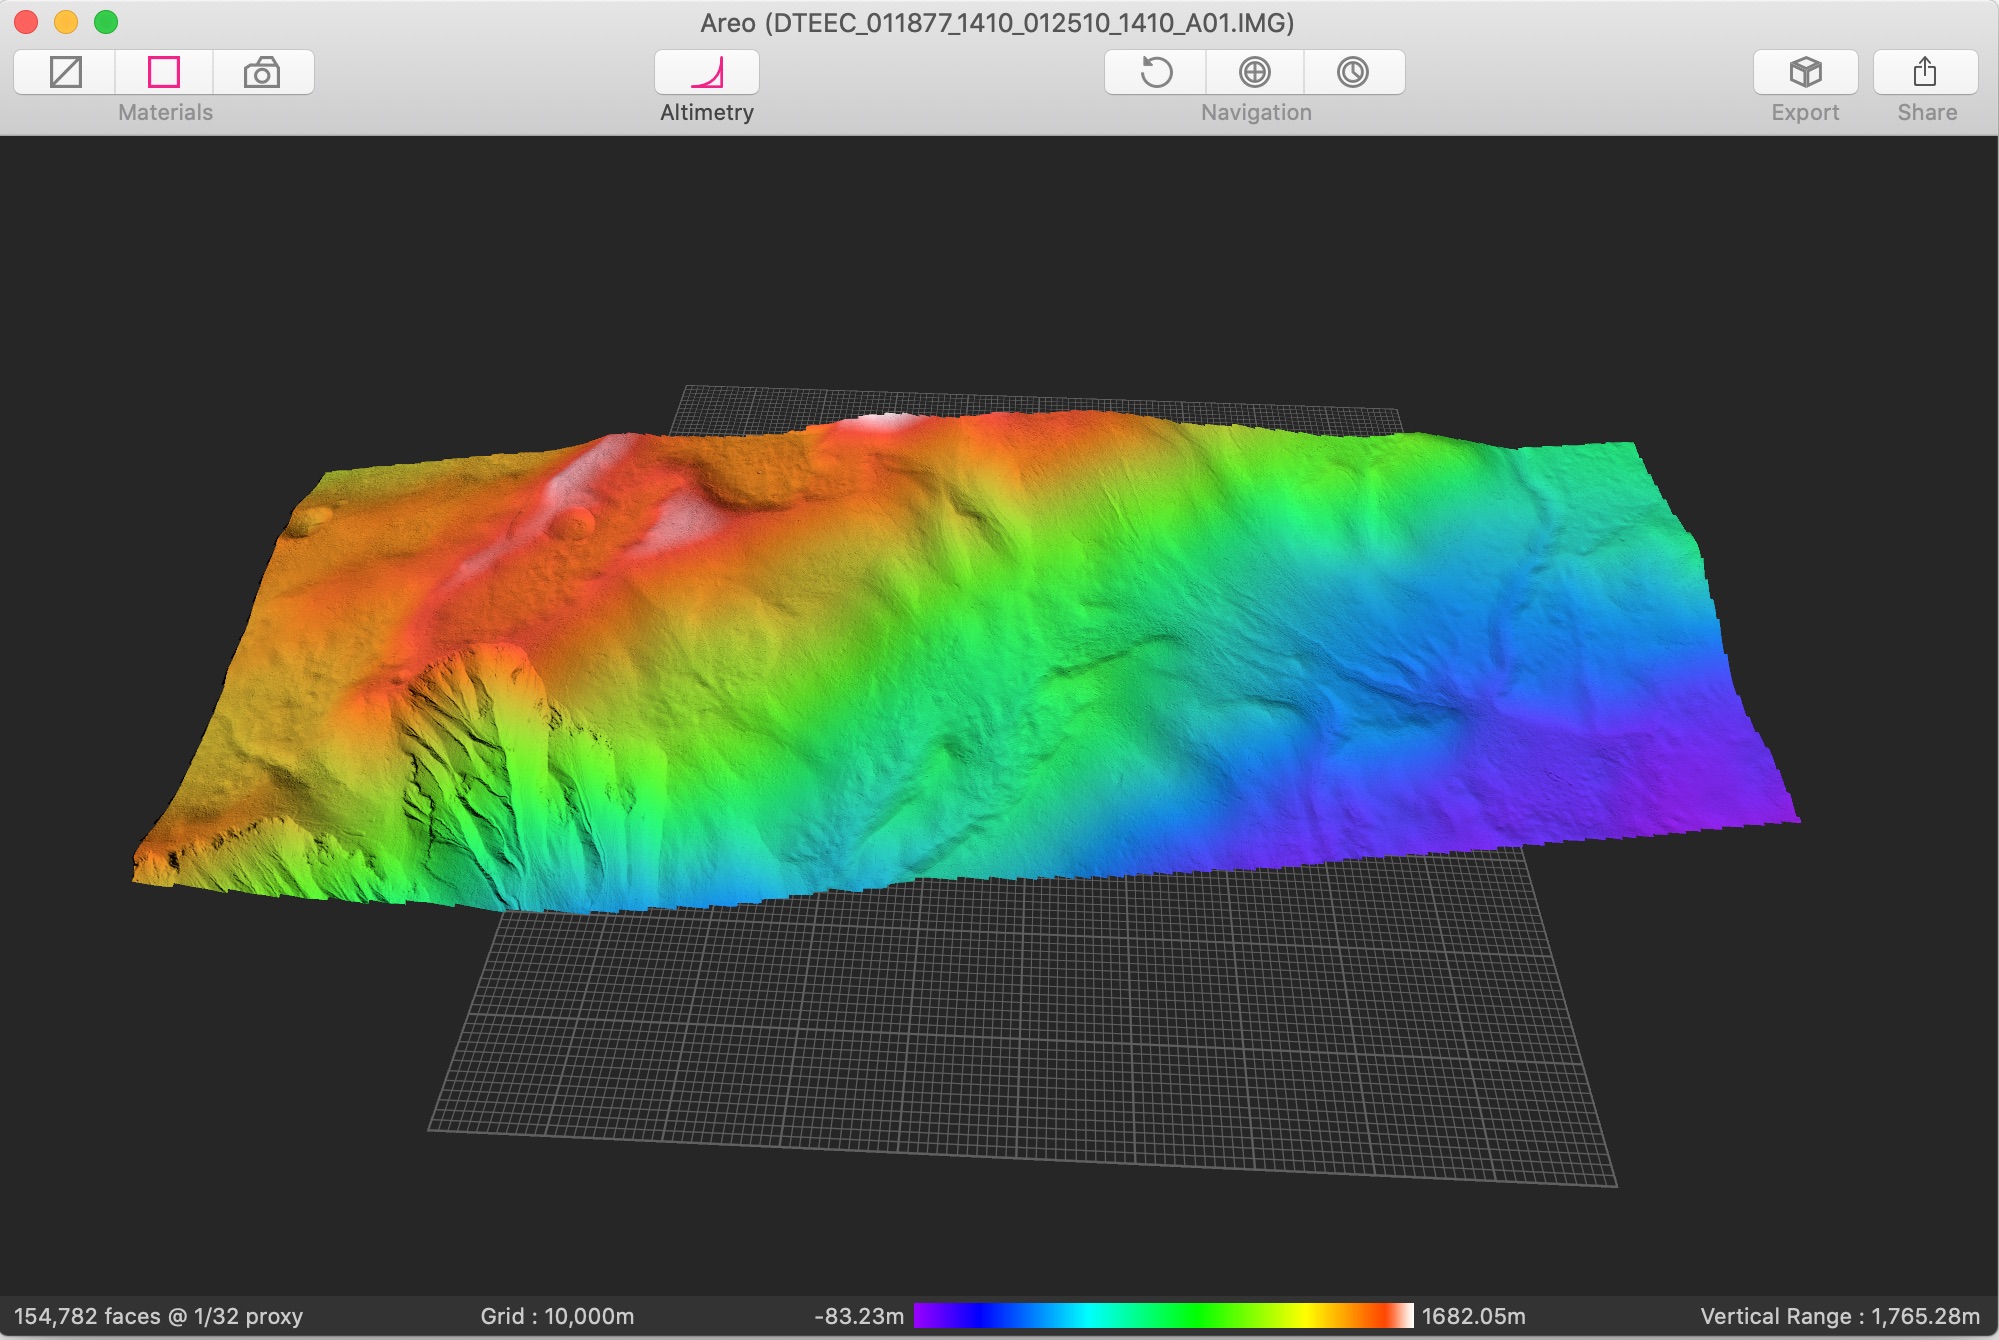 Areo (DTEEC_011877_1410_012510_1410_A01.IMG)
Materials
Altimetry
Navigation
Export
Share
154,782 faces @ 1/32 proxy
Grid : 10,000m
-83.23m
1682.05m
Vertical Range : 1,765.28m